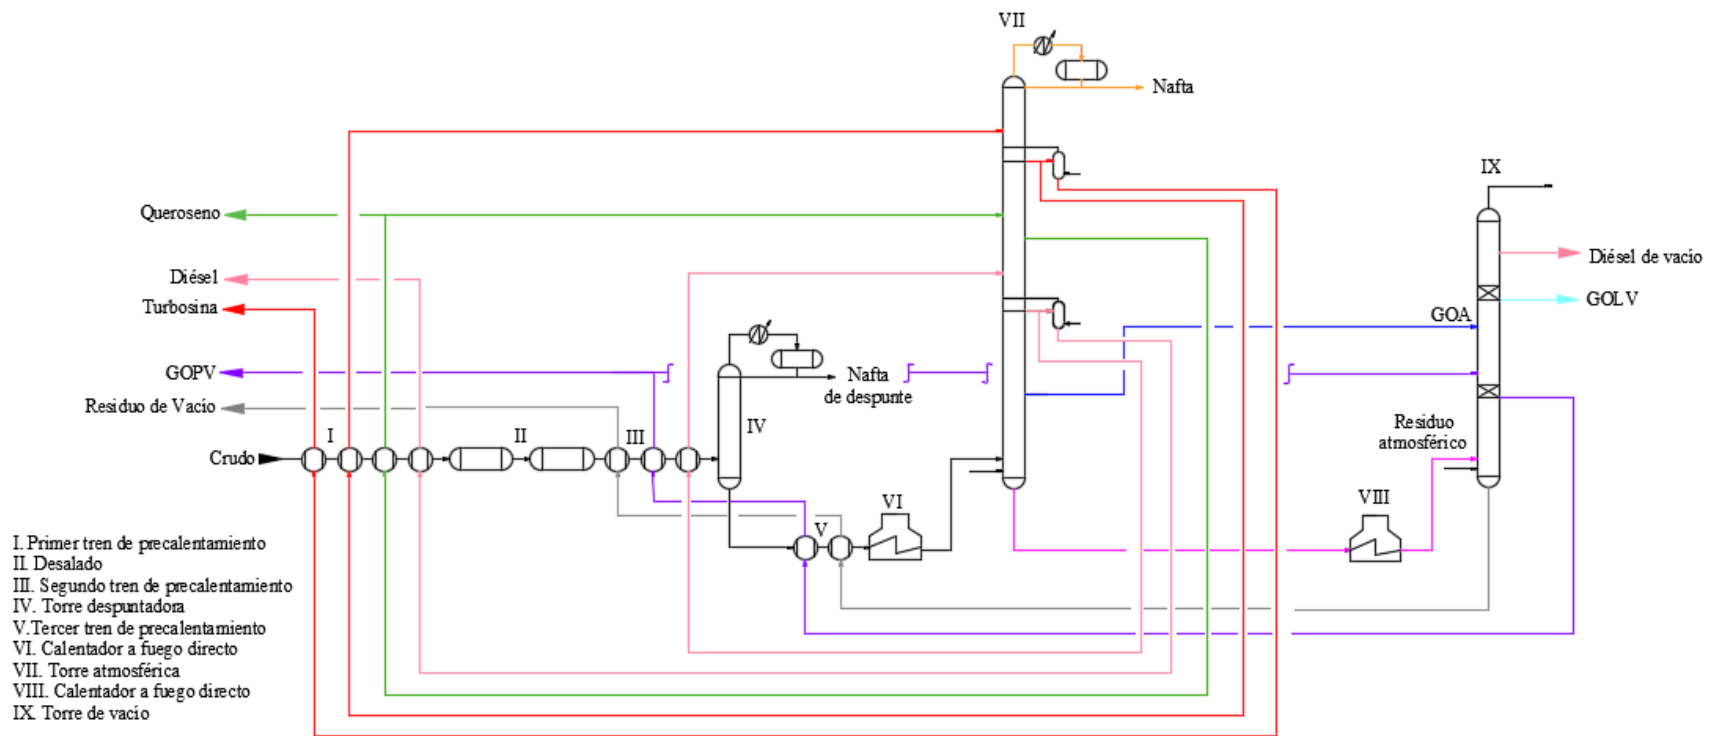 VII
Nafta
IX
Queroseno
Diésel
Turbosina
Diésel de vacío
GOLV
GOA
GOPV
Nafta
de despunte
Residuo de Vacío
IV
Residuo
atmosférico
I
II
III
Crudo
VI
VIII
V
I. Primer tren de precalentamiento
II. Desalado
III. Segundo tren de precalentamiento
IV. Torre despuntadora
V.Tercer tren de precalentamiento
VI. Calentador a fuego directo
VII. Torre atmosférica
VIII. Calentador a fuego directo
IX. Torre de vacío